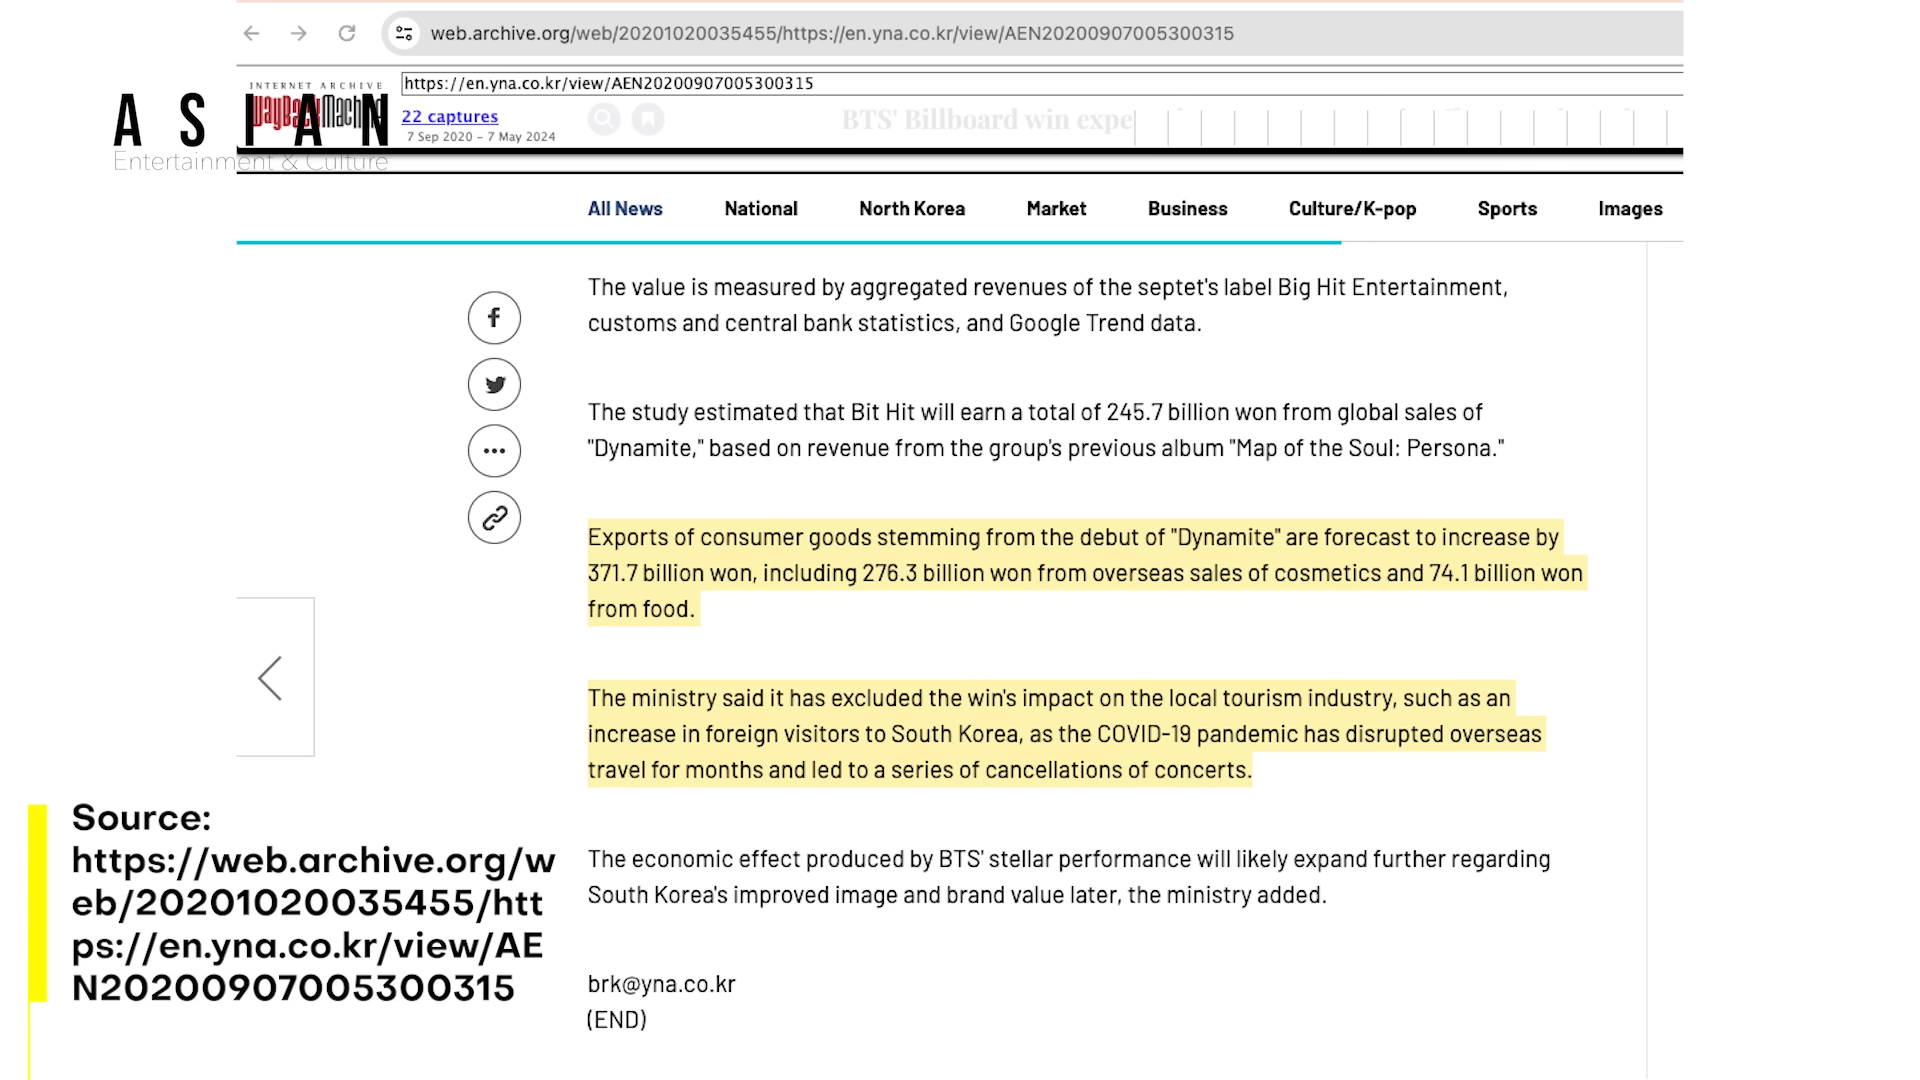 web.archive.org/web/20201020035455/https://en.yna.co.kr/view/AEN20200907005300315
INTERNET ARCHIVE
WayBackMachine
https://en.yna.co.kr/view/AEN20200907005300315
22 captures
7 Sep 2020 – 7 May 2024
BTS' Billboard win expe
ASIAN
Entertainment & Culture
All News National North Korea Market Business Culture/K-pop Sports Images
The value is measured by aggregated revenues of the septet's label Big Hit Entertainment,
customs and central bank statistics, and Google Trend data.
The study estimated that Bit Hit will earn a total of 245.7 billion won from global sales of
"Dynamite," based on revenue from the group's previous album "Map of the Soul: Persona."
Exports of consumer goods stemming from the debut of "Dynamite" are forecast to increase by
371.7 billion won, including 276.3 billion won from overseas sales of cosmetics and 74.1 billion won
from food.
The ministry said it has excluded the win's impact on the local tourism industry, such as an
increase in foreign visitors to South Korea, as the COVID-19 pandemic has disrupted overseas
travel for months and led to a series of cancellations of concerts.
The economic effect produced by BTS' stellar performance will likely expand further regarding
South Korea's improved image and brand value later, the ministry added.
brk@yna.co.kr
(END)
Source:
https://web.archive.org/w
eb/20201020035455/htt
ps://en.yna.co.kr/view/AE
N20200907005300315